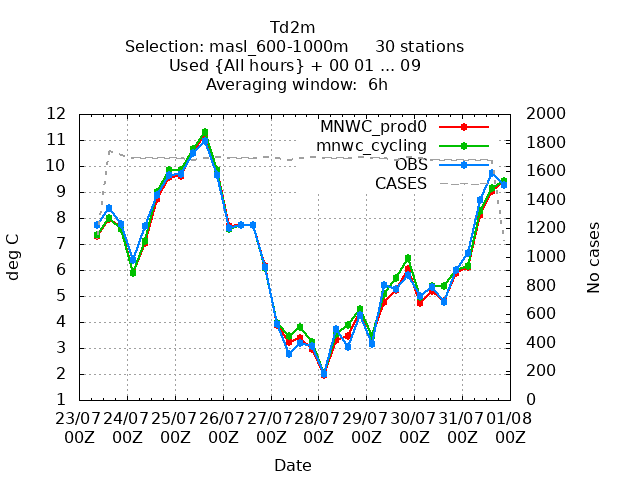 Td2m
Selection: masl_600-1000m 30 stations
Used {All hours} + 00 01 ... 09
Averaging window: 6h
MNWC_prod0
mnwc_cycling
OBS
CASES
deg C
12
11
10
9
8
7
6
5
4
3
2
1
No cases
2000
1800
1600
1400
1200
1000
800
600
400
200
0
23/07 24/07 25/07 26/07 27/07 28/07 29/07 30/07 31/07 01/08
00Z 00Z 00Z 00Z 00Z 00Z 00Z 00Z 00Z 00Z
Date